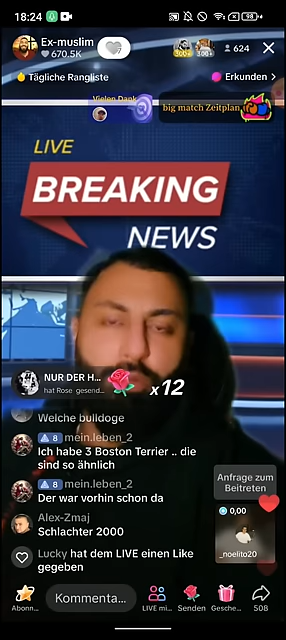 18:24
98
Ex-muslim
670.5K
300+
300+
624
Tägliche Rangliste
Erkunden
Vielen Dank
big match Zeitplan
LIVE
BREAKING
NEWS
NUR DER H...
hat Rose gesend...
x12
Welche bulldoge
8 mein.leben_2
Ich habe 3 Boston Terrier .. die
sind so ähnlich
8 mein.leben_2
Der war vorhin schon da
Anfrage zum
Beitreten
0,00
_noelito20
Alex-Zmaj
Schlachter 2000
Lucky hat dem LIVE einen Like
gegeben
Kommenta...
Abonn...
LIVE mi...
Senden
Gesche...
508